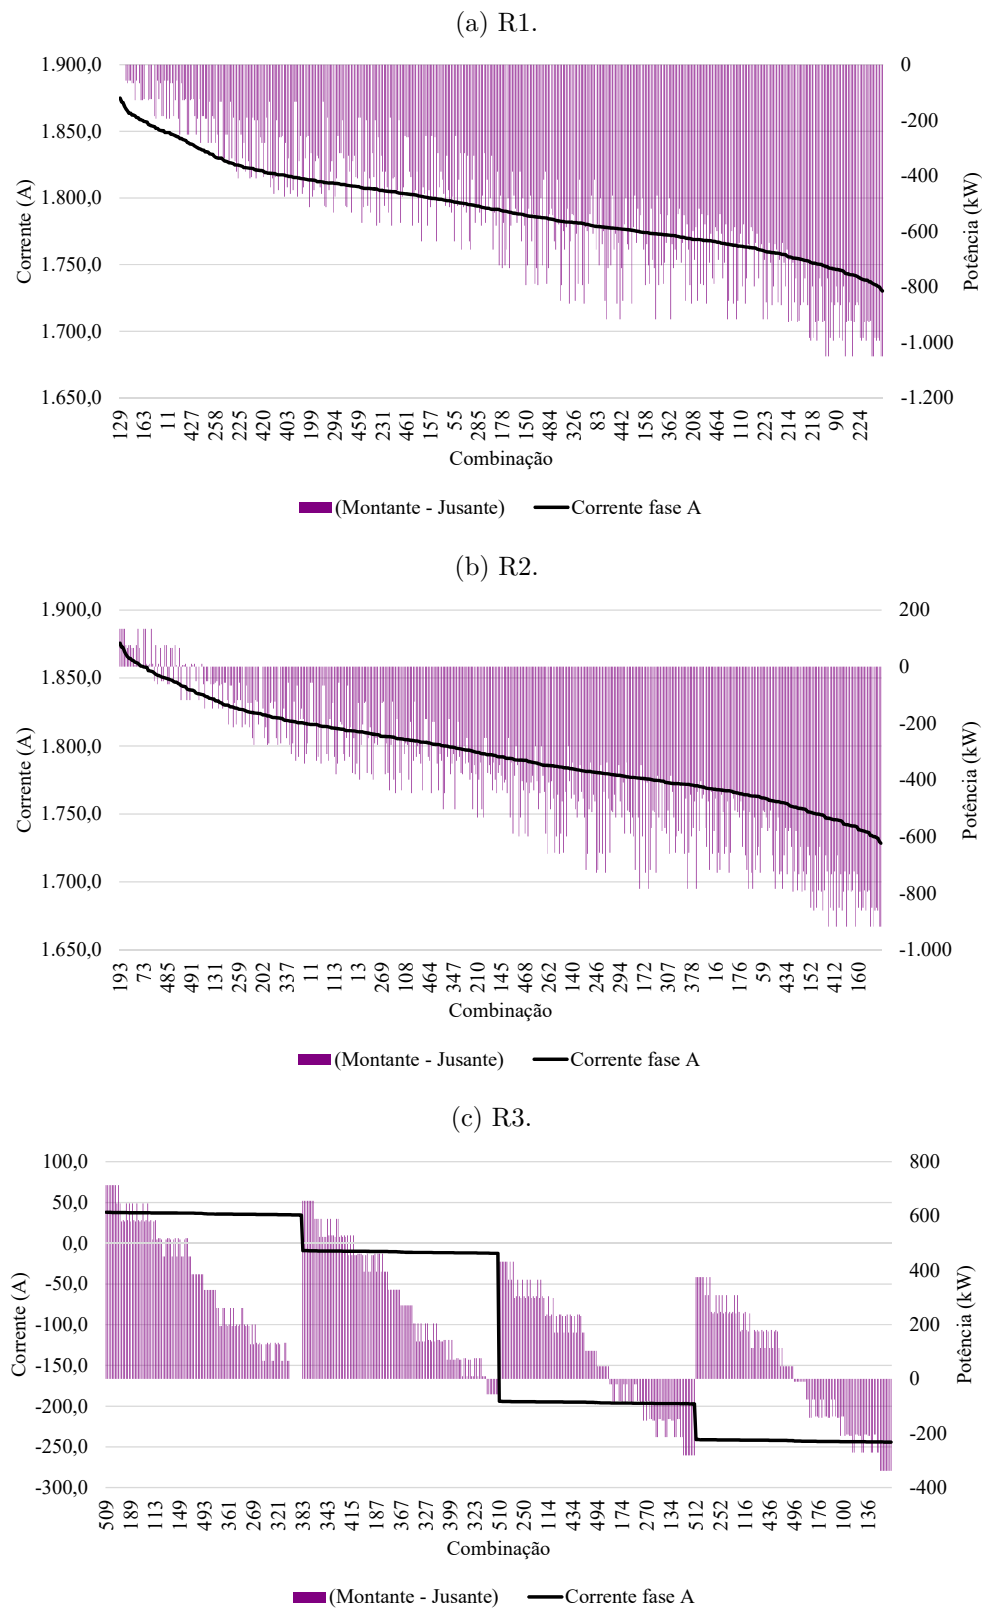 (a) R1.
1.900,0
1.850,0
1.800,0
1.750,0
1.700,0
1.650,0
Corrente (A)
0
-200
-400
-600
-800
-1.000
-1.200
Potência (kW)
129 163 11 427 258 225 420 403 199 294 459 231 461 157 55 285 178 150 484 326 83 442 158 362 208 464 110 223 214 218 90 224
Combinação
(Montante - Jusante) Corrente fase A
(b) R2.
1.900,0
1.850,0
1.800,0
1.750,0
1.700,0
1.650,0
Corrente (A)
200
0
-200
-400
-600
-800
-1.000
Potência (kW)
193 73 485 491 131 259 202 337 11 113 13 269 108 464 347 210 145 468 262 140 246 294 172 307 378 16 176 59 434 152 412 160
Combinação
(Montante - Jusante) Corrente fase A
(c) R3.
100,0
50,0
0,0
-50,0
-100,0
-150,0
-200,0
-250,0
-300,0
Corrente (A)
800
600
400
200
0
-200
-400
Potência (kW)
509 189 113 149 493 361 269 321 383 345 415 187 367 327 399 323 510 254 114 434 494 174 270 134 512 252 116 436 496 176 100 136
Combinação
(Montante - Jusante) Corrente fase A